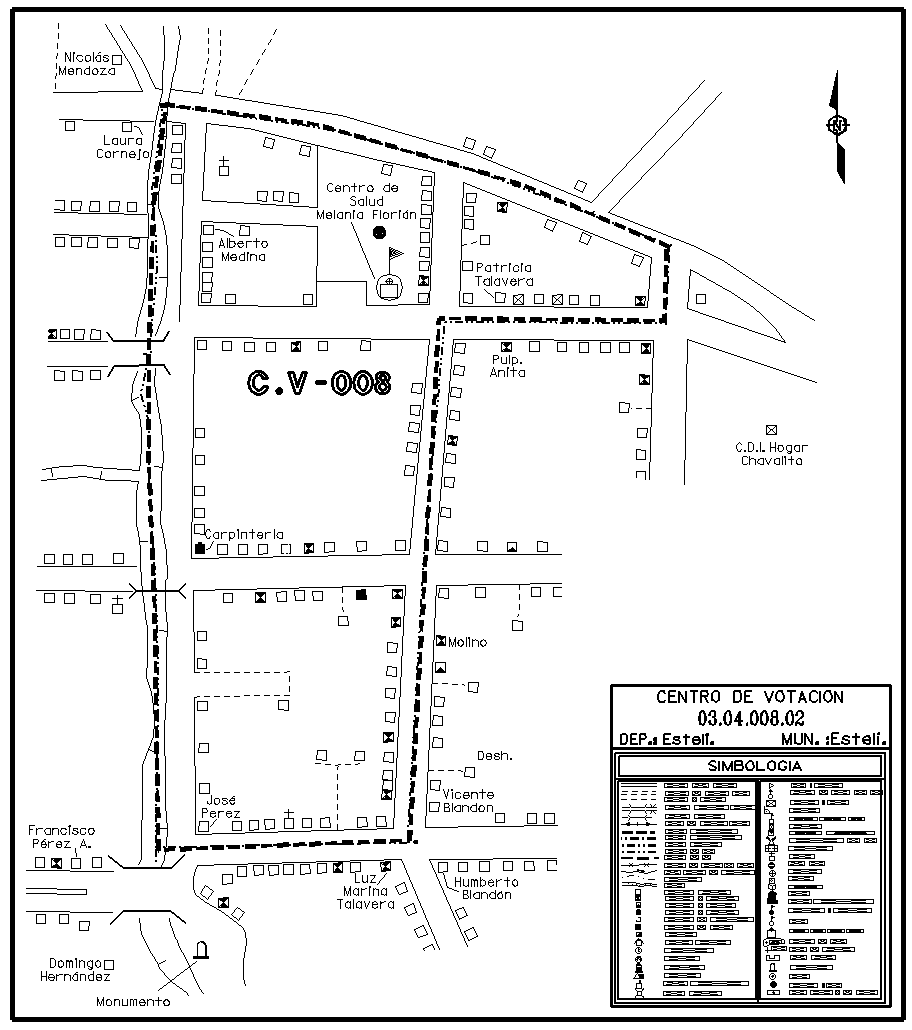 Nicolás
Mendoza
Laura
Cornejo
Centro de
Salud
Melania Florián
N
Alberto
Medina
Patricia
Talavera
Pulp.
Anita
C.V-008
C.D.I. Hogar
Chavalita
Carpinteria
Molino
CENTRO DE VOTACION
03.04.008.02
DEP.: Estelí. MUN. :Estelí.
SIMBOLOGIA
Desh.
José
Perez
Vicente
Blandon
Francisco
Pérez A.
Luz
Marina
Talavera
Humberto
Blandón
Domingo
Hernández
Monumento